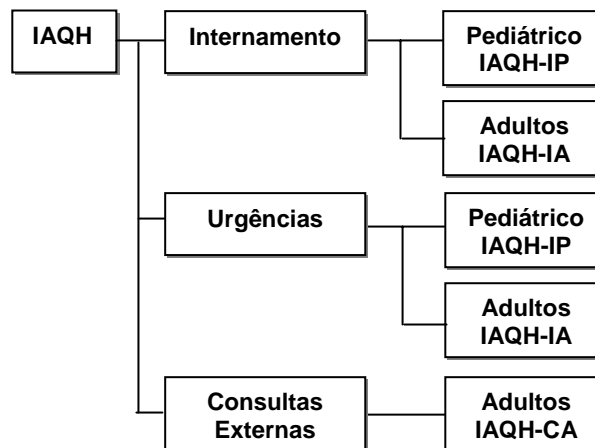 IAQH
Internamento
Pediátrico
IAQH-IP
Adultos
IAQH-IA
Urgências
Pediátrico
IAQH-IP
Adultos
IAQH-IA
Consultas
Externas
Adultos
IAQH-CA